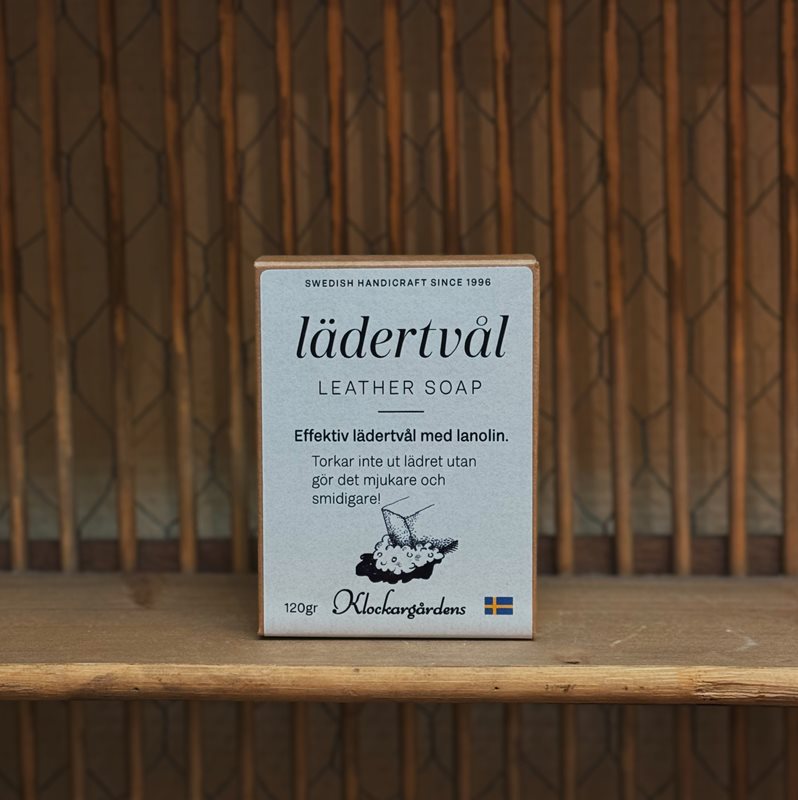 SWEDISH HANDICRAFT SINCE 1996
lädertvål
LEATHER SOAP
Effektiv lädertvål med lanolin.
Torkar inte ut lädret utan
gör det mjukare och
smidigare!
120gr Klockargårdens